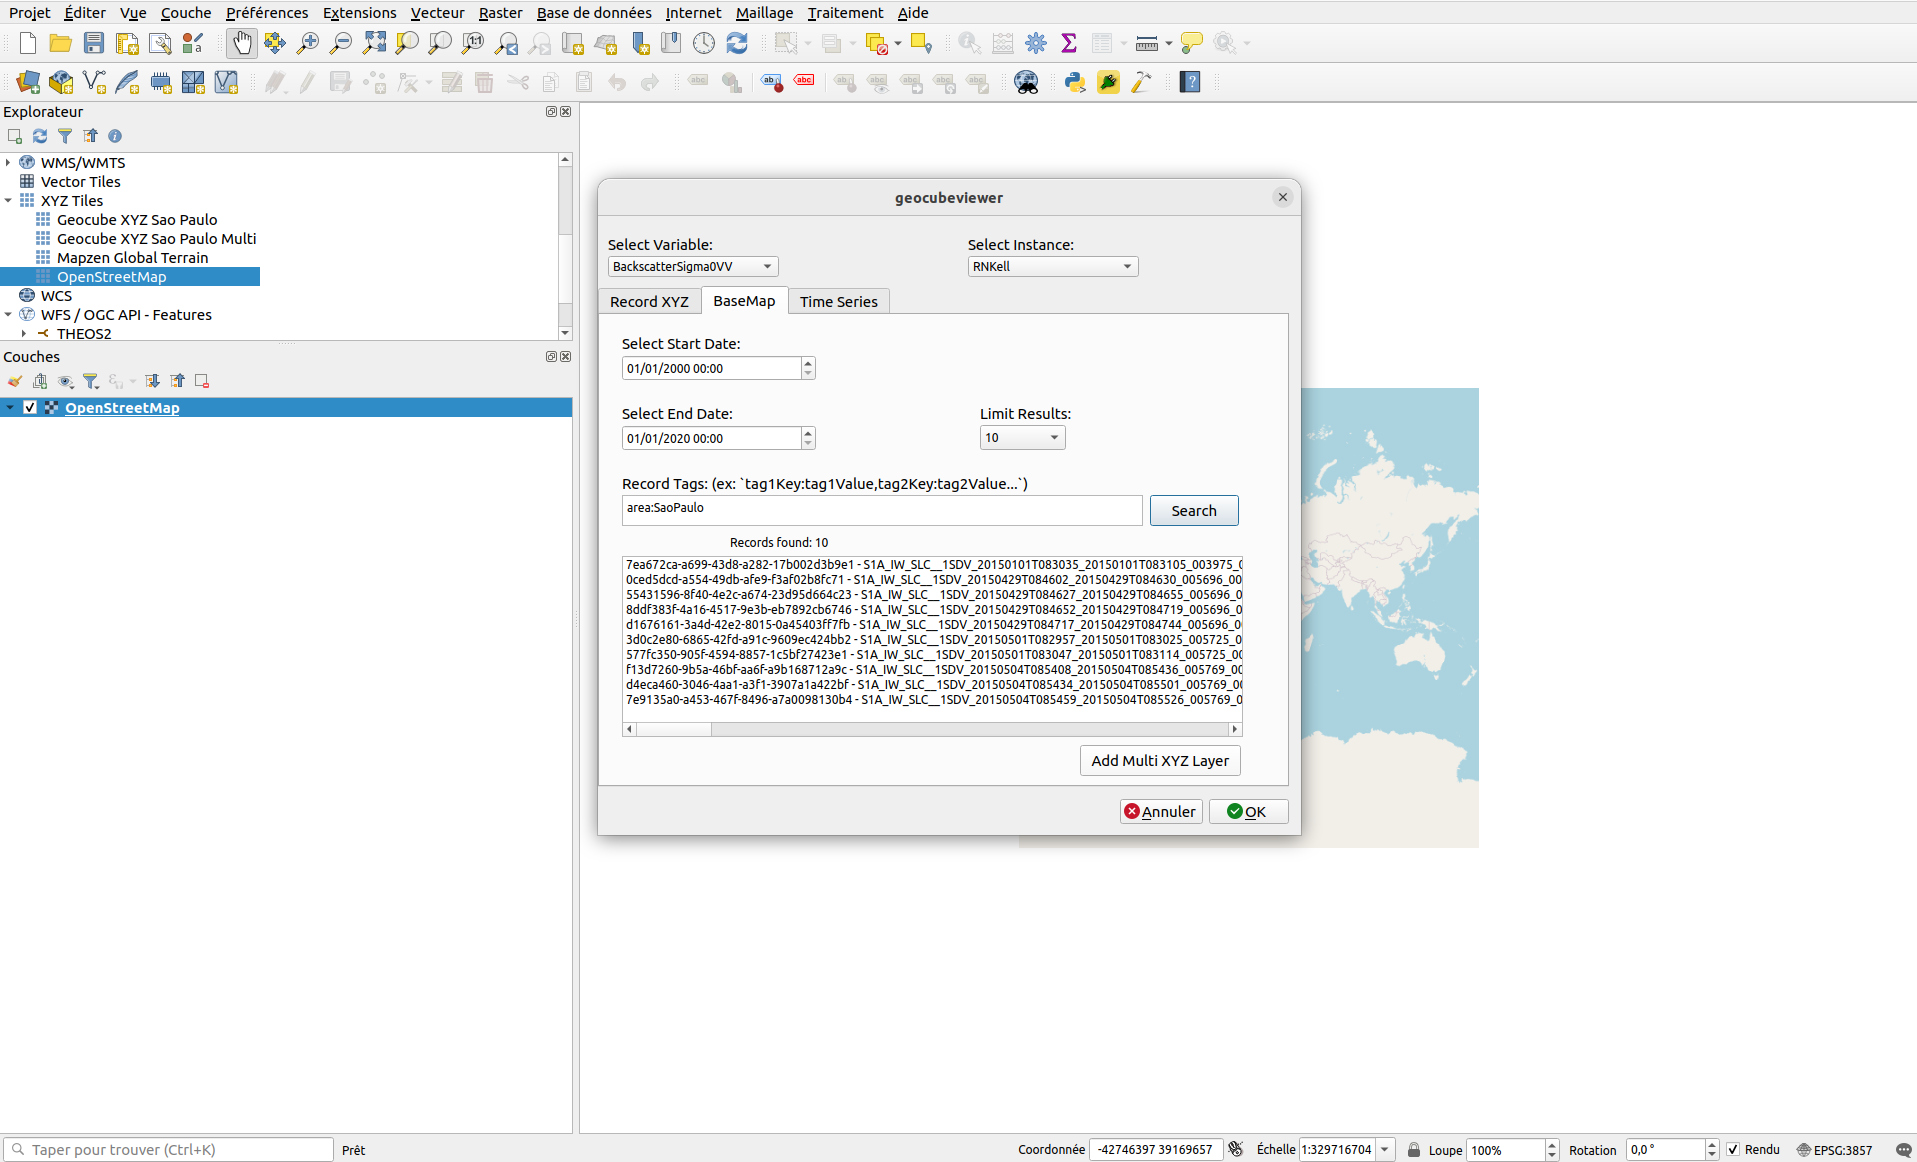 Projet Éditer Vue Couche Préférences Extensions Vecteur Raster Base de données Internet Maillage Traitement Aide
Explorateur
WMS/WMTS
Vector Tiles
XYZ Tiles
Geocube XYZ Sao Paulo
Geocube XYZ Sao Paulo Multi
Mapzen Global Terrain
OpenStreetMap
WCS
WFS / OGC API - Features
THEOS2
Couches
OpenStreetMap
geocubeviewer
Select Variable: Select Instance:
BackscatterSigma0VV RNKell
Record XYZ BaseMap Time Series
Select Start Date:
01/01/2000 00:00
Select End Date: Limit Results:
01/01/2020 00:00 10
Record Tags: (ex: `tag1Key:tag1Value,tag2Key:tag2Value...`)
area:SaoPaulo Search
Records found: 10
7ea672ca-a699-43d8-a282-17b002d3b9e1 - S1A_IW_SLC__1SDV_20150101T083035_20150101T083105_003975_0
0ced5dcd-a554-49db-afe9-f3af02b8fc71 - S1A_IW_SLC__1SDV_20150429T084602_20150429T084630_005696_00
55431596-8f40-4e2c-a674-23d95d664c23 - S1A_IW_SLC__1SDV_20150429T084627_20150429T084655_005696_0
8ddf383f-4a16-4517-9e3b-eb7892cb6746 - S1A_IW_SLC__1SDV_20150429T084652_20150429T084719_005696_0
d1676161-3a4d-42e2-8015-0a45403ff7fb - S1A_IW_SLC__1SDV_20150429T084717_20150429T084744_005696_00
3d0c2e80-6865-42fd-a91c-9609ec424bb2 - S1A_IW_SLC__1SDV_20150501T082957_20150501T083025_005725_0
577fc350-905f-4594-8857-1c5bf27423e1 - S1A_IW_SLC__1SDV_20150501T083047_20150501T083114_005725_00
f13d7260-9b5a-46bf-aa6f-a9b168712a9c - S1A_IW_SLC__1SDV_20150504T085408_20150504T085436_005769_00
d4eca460-3046-4aa1-a3f1-3907a1a422bf - S1A_IW_SLC__1SDV_20150504T085434_20150504T085501_005769_00
7e9135a0-a453-467f-8496-a7a0098130b4 - S1A_IW_SLC__1SDV_20150504T085459_20150504T085526_005769_0
Add Multi XYZ Layer
Annuler OK
Taper pour trouver (Ctrl+K) Prêt Coordonnée -42746397 39169657 Échelle 1:329716704 Loupe 100% Rotation 0,0 ° Rendu EPSG:3857